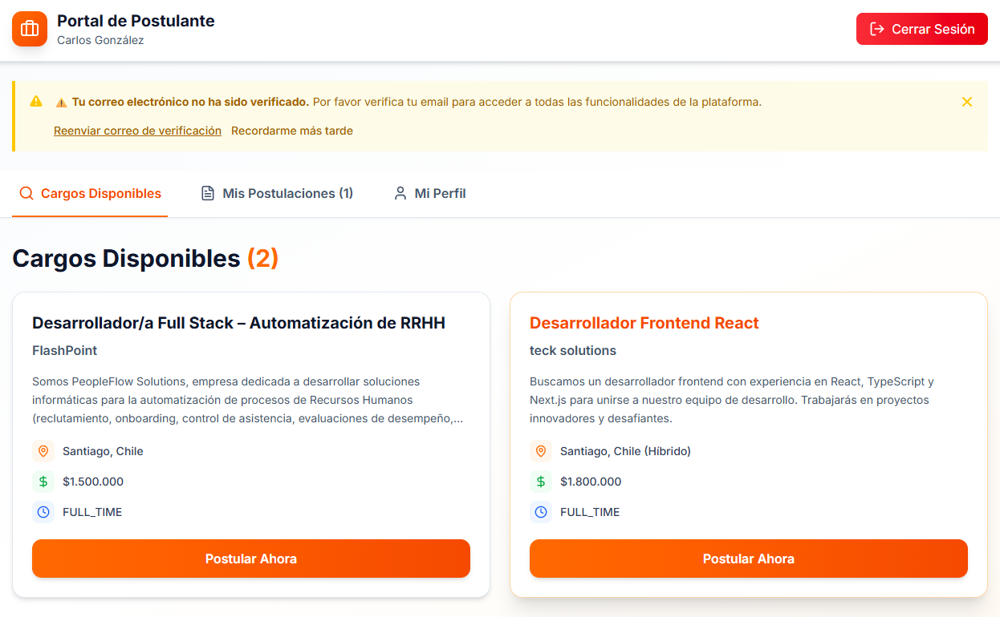 Portal de Postulante
Carlos González
Cerrar Sesión
⚠️ Tu correo electrónico no ha sido verificado. Por favor verifica tu email para acceder a todas las funcionalidades de la plataforma.
Reenviar correo de verificación Recordarme más tarde
Cargos Disponibles
Mis Postulaciones (1)
Mi Perfil
Cargos Disponibles (2)
Desarrollador/a Full Stack – Automatización de RRHH
FlashPoint
Somos PeopleFlow Solutions, empresa dedicada a desarrollar soluciones
informáticas para la automatización de procesos de Recursos Humanos
(reclutamiento, onboarding, control de asistencia, evaluaciones de desempeño,...
Santiago, Chile
$1.500.000
FULL_TIME
Postular Ahora
Desarrollador Frontend React
teck solutions
Buscamos un desarrollador frontend con experiencia en React, TypeScript y
Next.js para unirse a nuestro equipo de desarrollo. Trabajarás en proyectos
innovadores y desafiantes.
Santiago, Chile (Híbrido)
$1.800.000
FULL_TIME
Postular Ahora